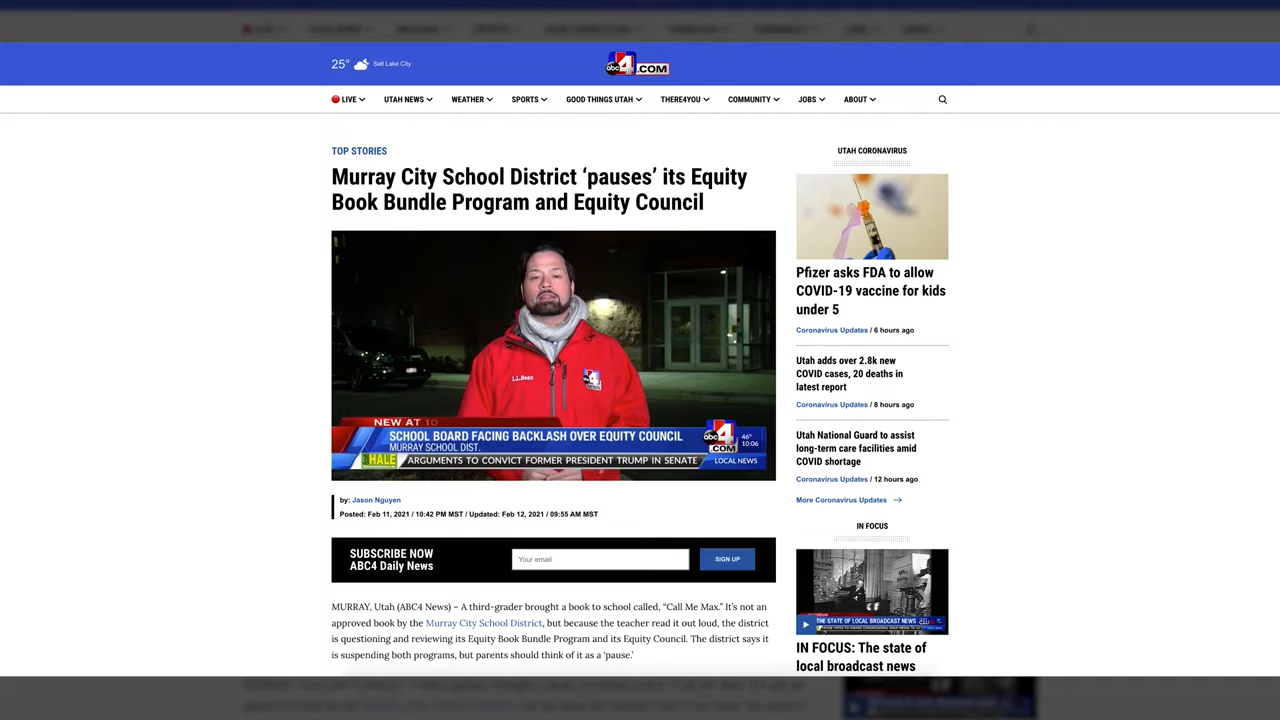 25°
Salt Lake City
abc 4 .COM
LIVE
UTAH NEWS
WEATHER
SPORTS
GOOD THINGS UTAH
THERE4YOU
COMMUNITY
JOBS
ABOUT
TOP STORIES
Murray City School District ‘pauses’ its Equity
Book Bundle Program and Equity Council
L.L.Bean
NEW AT 10
SCHOOL BOARD FACING BACKLASH OVER EQUITY COUNCIL
MURRAY SCHOOL DIST.
HALE
ARGUMENTS TO CONVICT FORMER PRESIDENT TRUMP IN SENATE
abc 4 .COM
46°
10:06
LOCAL NEWS
by: Jason Nguyen
Posted: Feb 11, 2021 / 10:42 PM MST / Updated: Feb 12, 2021 / 09:55 AM MST
SUBSCRIBE NOW
ABC4 Daily News
Your email
SIGN UP
MURRAY, Utah (ABC4 News) – A third-grader brought a book to school called, “Call Me Max.” It’s not an
approved book by the Murray City School District, but because the teacher read it out loud, the district
is questioning and reviewing its Equity Book Bundle Program and its Equity Council. The district says it
is suspending both programs, but parents should think of it as a ‘pause.’
UTAH CORONAVIRUS
Pfizer asks FDA to allow
COVID-19 vaccine for kids
under 5
Coronavirus Updates / 6 hours ago
Utah adds over 2.8k new
COVID cases, 20 deaths in
latest report
Coronavirus Updates / 8 hours ago
Utah National Guard to assist
long-term care facilities amid
COVID shortage
Coronavirus Updates / 12 hours ago
More Coronavirus Updates
IN FOCUS
THE STATE OF LOCAL BROADCAST NEWS
IN FOCUS: The state of
local broadcast news